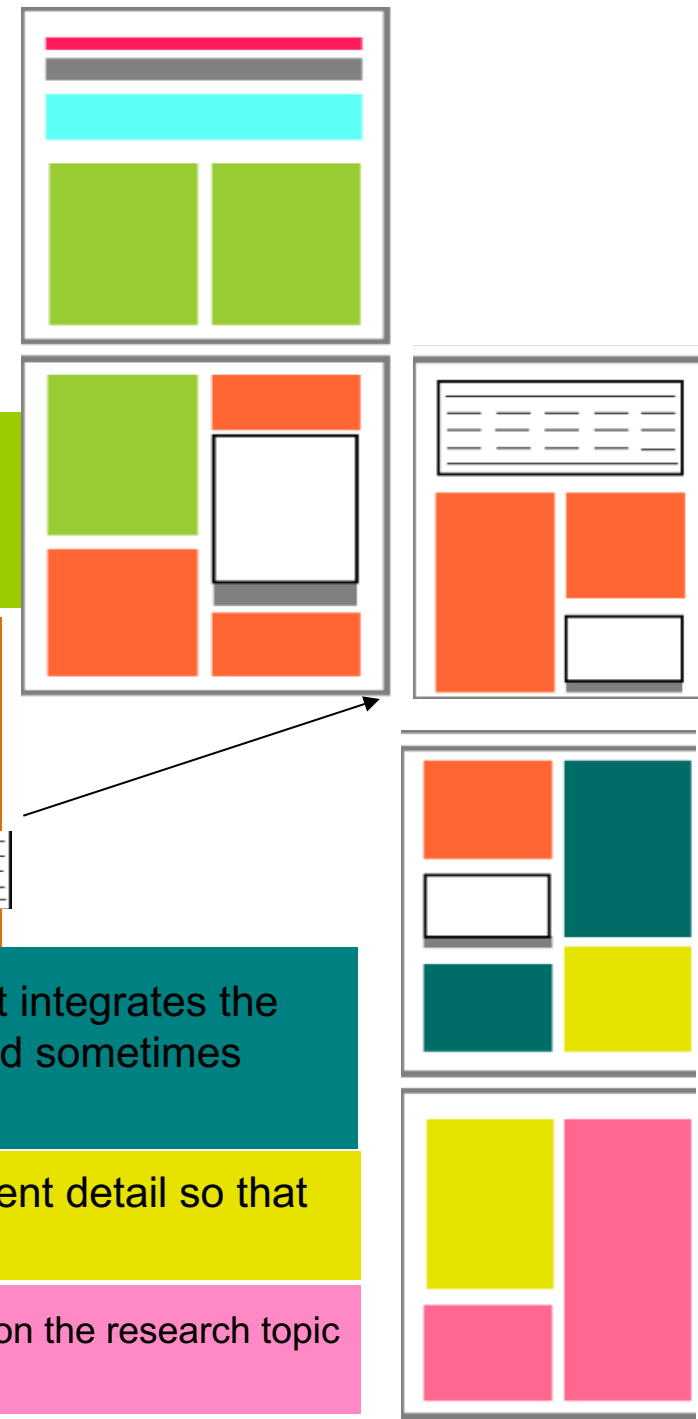 t integrates the
d sometimes
ent detail so that
on the research topic